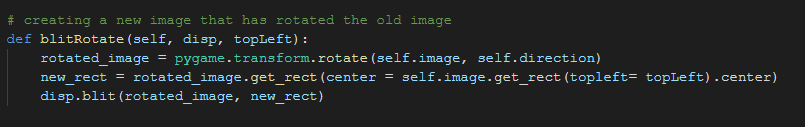 # creating a new image that has rotated the old image
def blitRotate(self, disp, topLeft):
    rotated_image = pygame.transform.rotate(self.image, self.direction)
    new_rect = rotated_image.get_rect(center = self.image.get_rect(topleft= topLeft).center)
    disp.blit(rotated_image, new_rect)